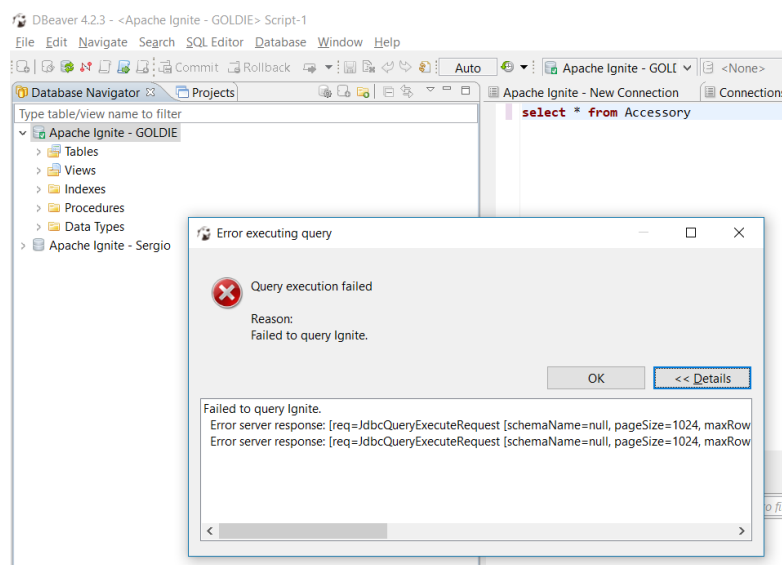 DBeaver 4.2.3 - <Apache Ignite - GOLDIE> Script-1
File Edit Navigate Search SQL Editor Database Window Help
Commit Rollback Auto Apache Ignite - GOLI <None>
Database Navigator Projects
Apache Ignite - New Connection Connections
Type table/view name to filter
select * from Accessory
Apache Ignite - GOLDIE
Tables
Views
Indexes
Procedures
Data Types
Apache Ignite - Sergio
Error executing query
Query execution failed
Reason:
Failed to query Ignite.
OK << Details
Failed to query Ignite.
Error server response: [req=JdbcQueryExecuteRequest [schemaName=null, pageSize=1024, maxRow
Error server response: [req=JdbcQueryExecuteRequest [schemaName=null, pageSize=1024, maxRow